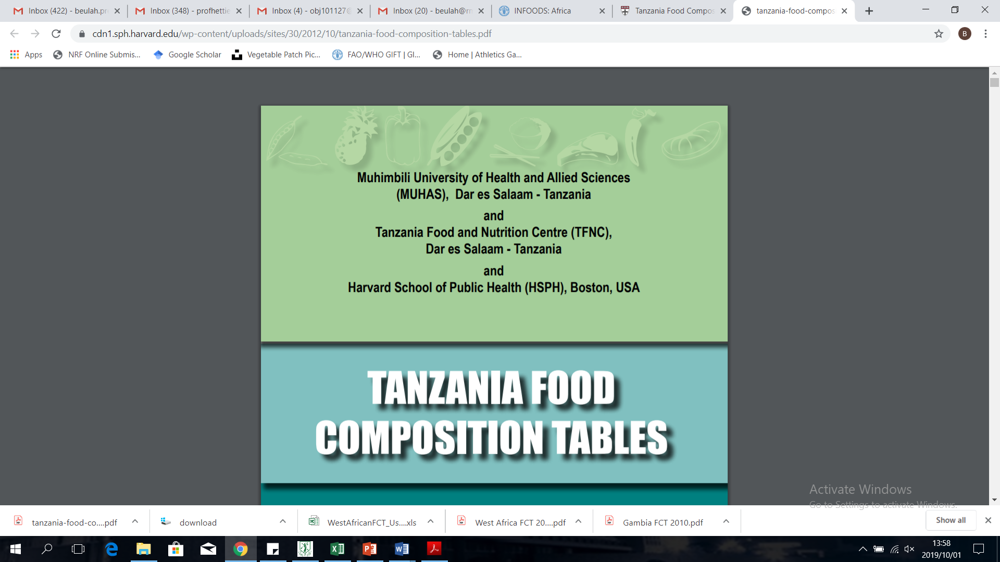 Inbox (422) - beulah.pr
Inbox (348) - profhettie
Inbox (4) - obj101127@
Inbox (20) - beulah@rn
INFOODS: Africa
Tanzania Food Compos
tanzania-food-compos
cdn1.sph.harvard.edu/wp-content/uploads/sites/30/2012/10/tanzania-food-composition-tables.pdf
B
Apps
NRF Online Submis...
Google Scholar
Vegetable Patch Pic...
FAO/WHO GIFT | Gl...
Home | Athletics Ga...
Muhimbili University of Health and Allied Sciences
(MUHAS), Dar es Salaam - Tanzania
and
Tanzania Food and Nutrition Centre (TFNC),
Dar es Salaam - Tanzania
and
Harvard School of Public Health (HSPH), Boston, USA
TANZANIA FOOD
COMPOSITION TABLES
Activate Windows
Go to Settings to activate Windows.
tanzania-food-co....pdf
download
WestAfricanFCT_Us....xls
West Africa FCT 20....pdf
Gambia FCT 2010.pdf
Show all
13:58
2019/10/01